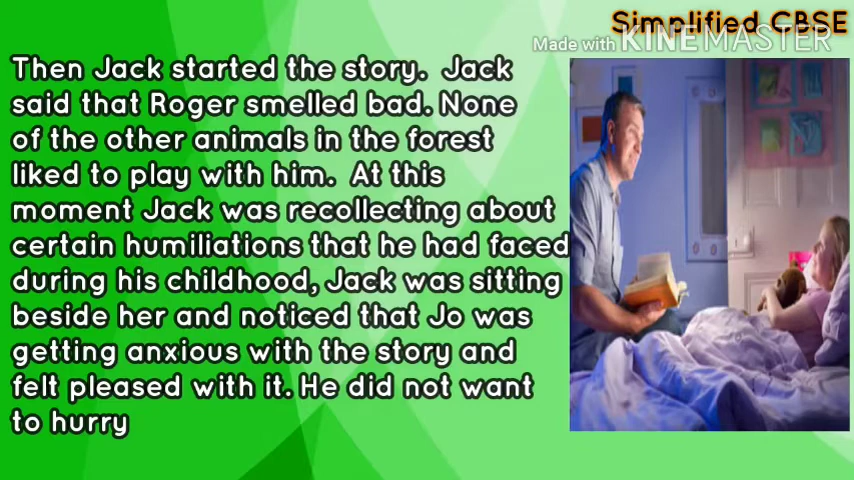 Simplified CBSE
Made with KINEMASTER
Then Jack started the story. Jack
said that Roger smelled bad. None
of the other animals in the forest
liked to play with him. At this
moment Jack was recollecting about
certain humiliations that he had faced
during his childhood, Jack was sitting
beside her and noticed that Jo was
getting anxious with the story and
felt pleased with it. He did not want
to hurry